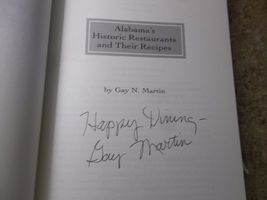 Alabama's
Historic Restaurants
and Their Recipes
by Gay N. Martin
Happy Dining-
Gay Martin